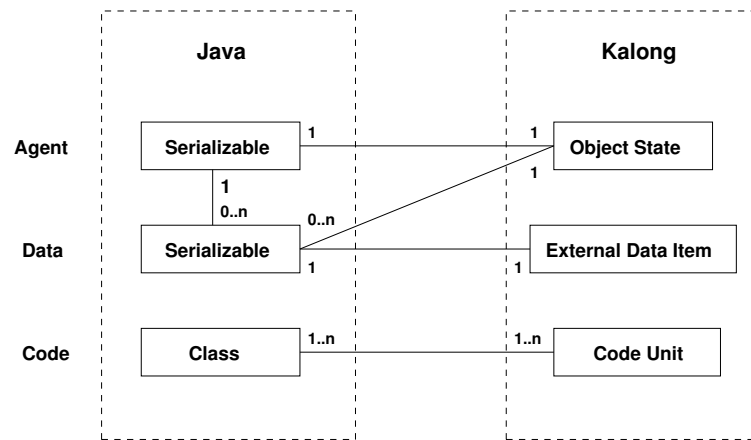 Java Kalong
Agent Serializable 1 1 Object State
1 1
0..n 0..n
Data Serializable External Data Item
1 1
Code Class 1..n 1..n Code Unit